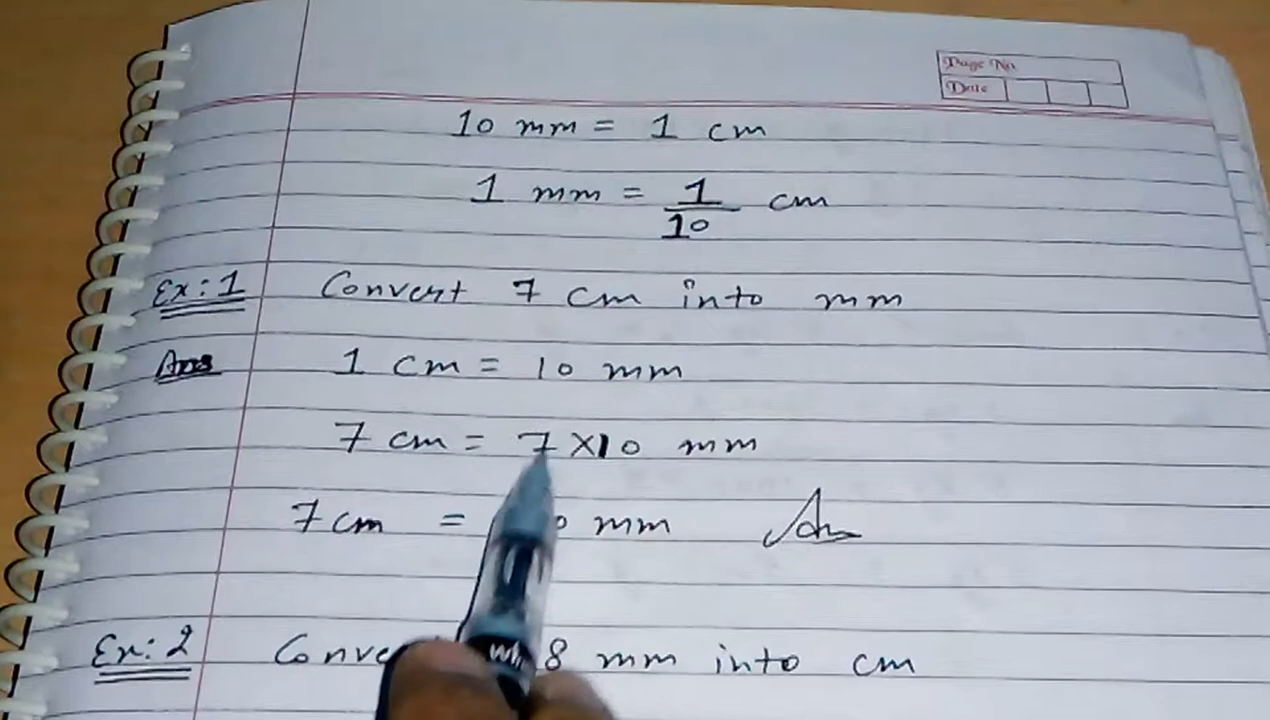 Page No.
Date
10 mm = 1 cm
1 mm = 1/10 cm
Ex: 1 Convert 7 cm into mm
Ans 1 cm = 10 mm
7 cm = 7×10 mm
7 cm = mm Ans
Ex: 2 8 mm into cm